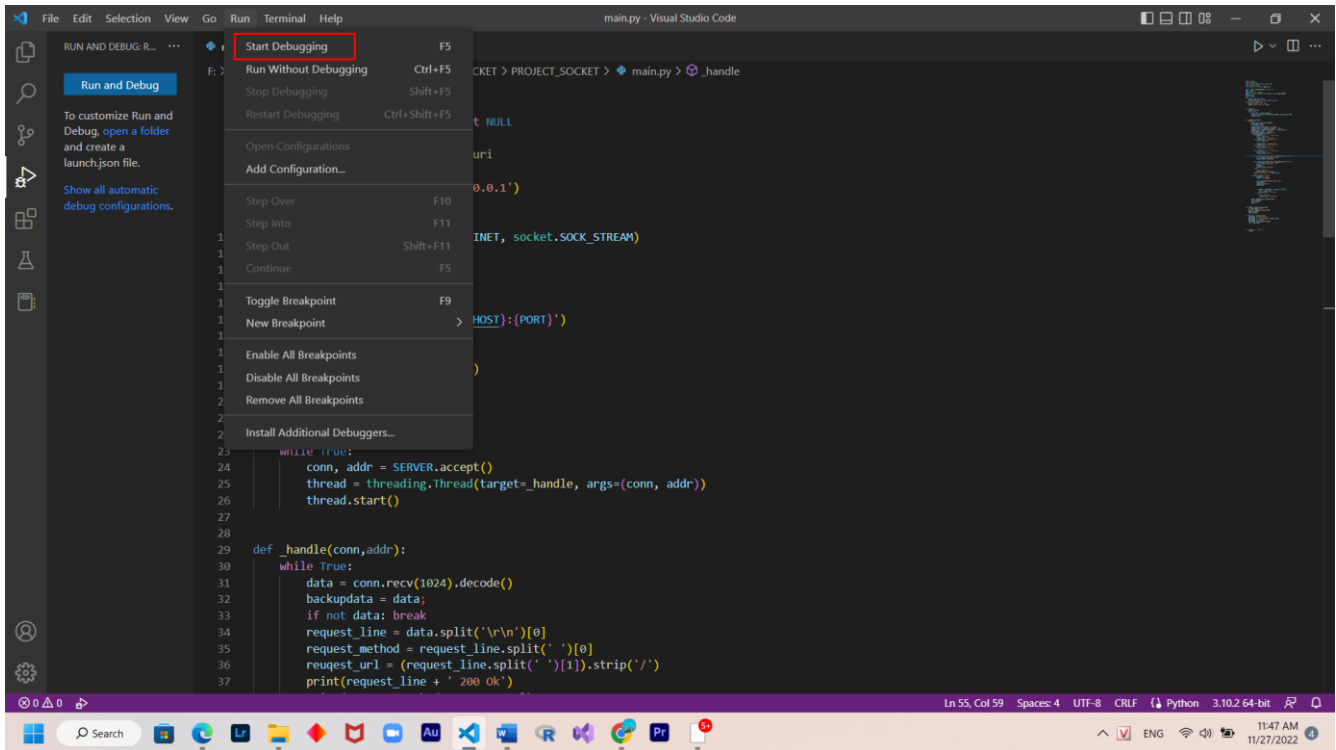 File Edit Selection View Go Run Terminal Help
main.py - Visual Studio Code
RUN AND DEBUG: R... ...
Run and Debug
To customize Run and
Debug, open a folder
and create a
launch.json file.
Show all automatic
debug configurations.
Start Debugging F5
Run Without Debugging Ctrl+F5
Stop Debugging Shift+F5
Restart Debugging Ctrl+Shift+F5
Open Configurations
Add Configuration...
Step Over F10
Step Into F11
Step Out Shift+F11
Continue F5
Toggle Breakpoint F9
New Breakpoint >
Enable All Breakpoints
Disable All Breakpoints
Remove All Breakpoints
Install Additional Debuggers...
F: > CKET > PROJECT_SOCKET > main.py > _handle
t NULL
uri
0.0.1')
INET, socket.SOCK_STREAM)
HOST}:{PORT}')
)
23 while True:
24 conn, addr = SERVER.accept()
25 thread = threading.Thread(target=_handle, args=(conn, addr))
26 thread.start()
27
28
29 def _handle(conn,addr):
30 while True:
31 data = conn.recv(1024).decode()
32 backupdata = data;
33 if not data: break
34 request_line = data.split('\r\n')[0]
35 request_method = request_line.split(' ')[0]
36 reuqest_url = (request_line.split(' ')[1]).strip('/')
37 print(request_line + ' 200 Ok')
0 0
Ln 55, Col 59 Spaces: 4 UTF-8 CRLF Python 3.10.2 64-bit
Search
Lr
Au
R
Pr
5+
V ENG
11:47 AM
11/27/2022
4